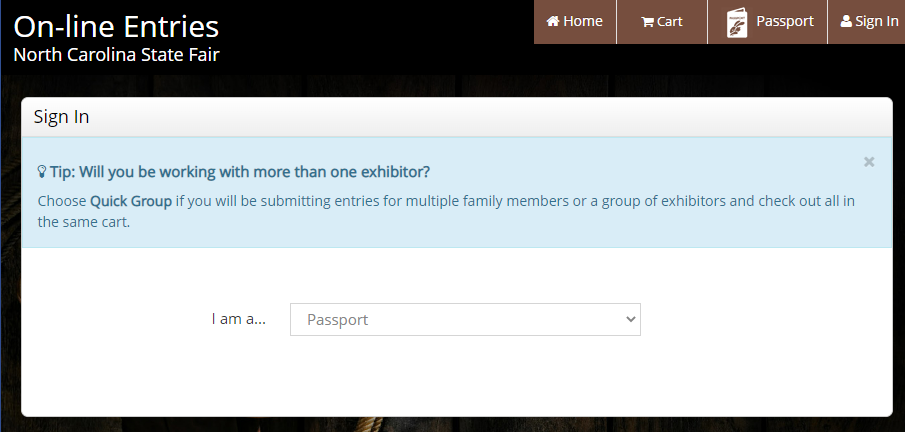 On-line Entries
North Carolina State Fair
Home
Cart
PASSPORT
Passport
Sign In
Sign In
Tip: Will you be working with more than one exhibitor?
×
Choose Quick Group if you will be submitting entries for multiple family members or a group of exhibitors and check out all in
the same cart.
I am a...
Passport